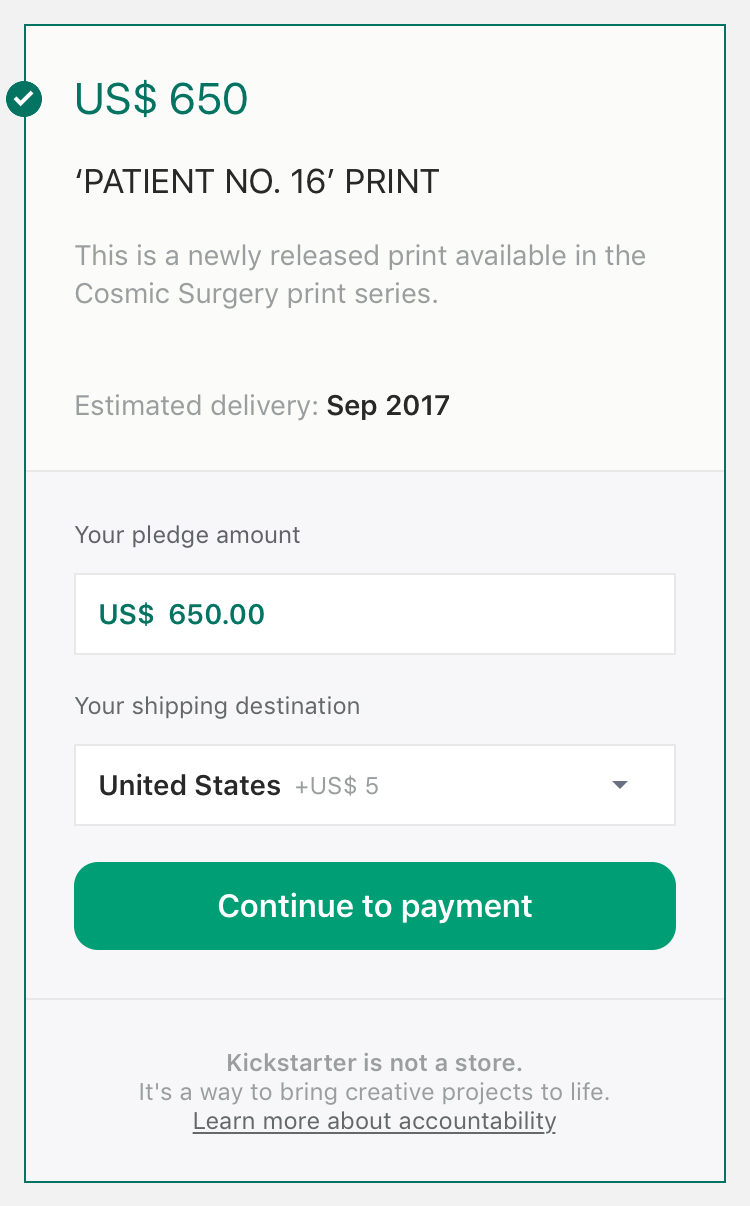 US$ 650
‘PATIENT NO. 16’ PRINT
This is a newly released print available in the
Cosmic Surgery print series.
Estimated delivery: Sep 2017
Your pledge amount
US$ 650.00
Your shipping destination
United States +US$ 5
Continue to payment
Kickstarter is not a store.
It's a way to bring creative projects to life.
Learn more about accountability